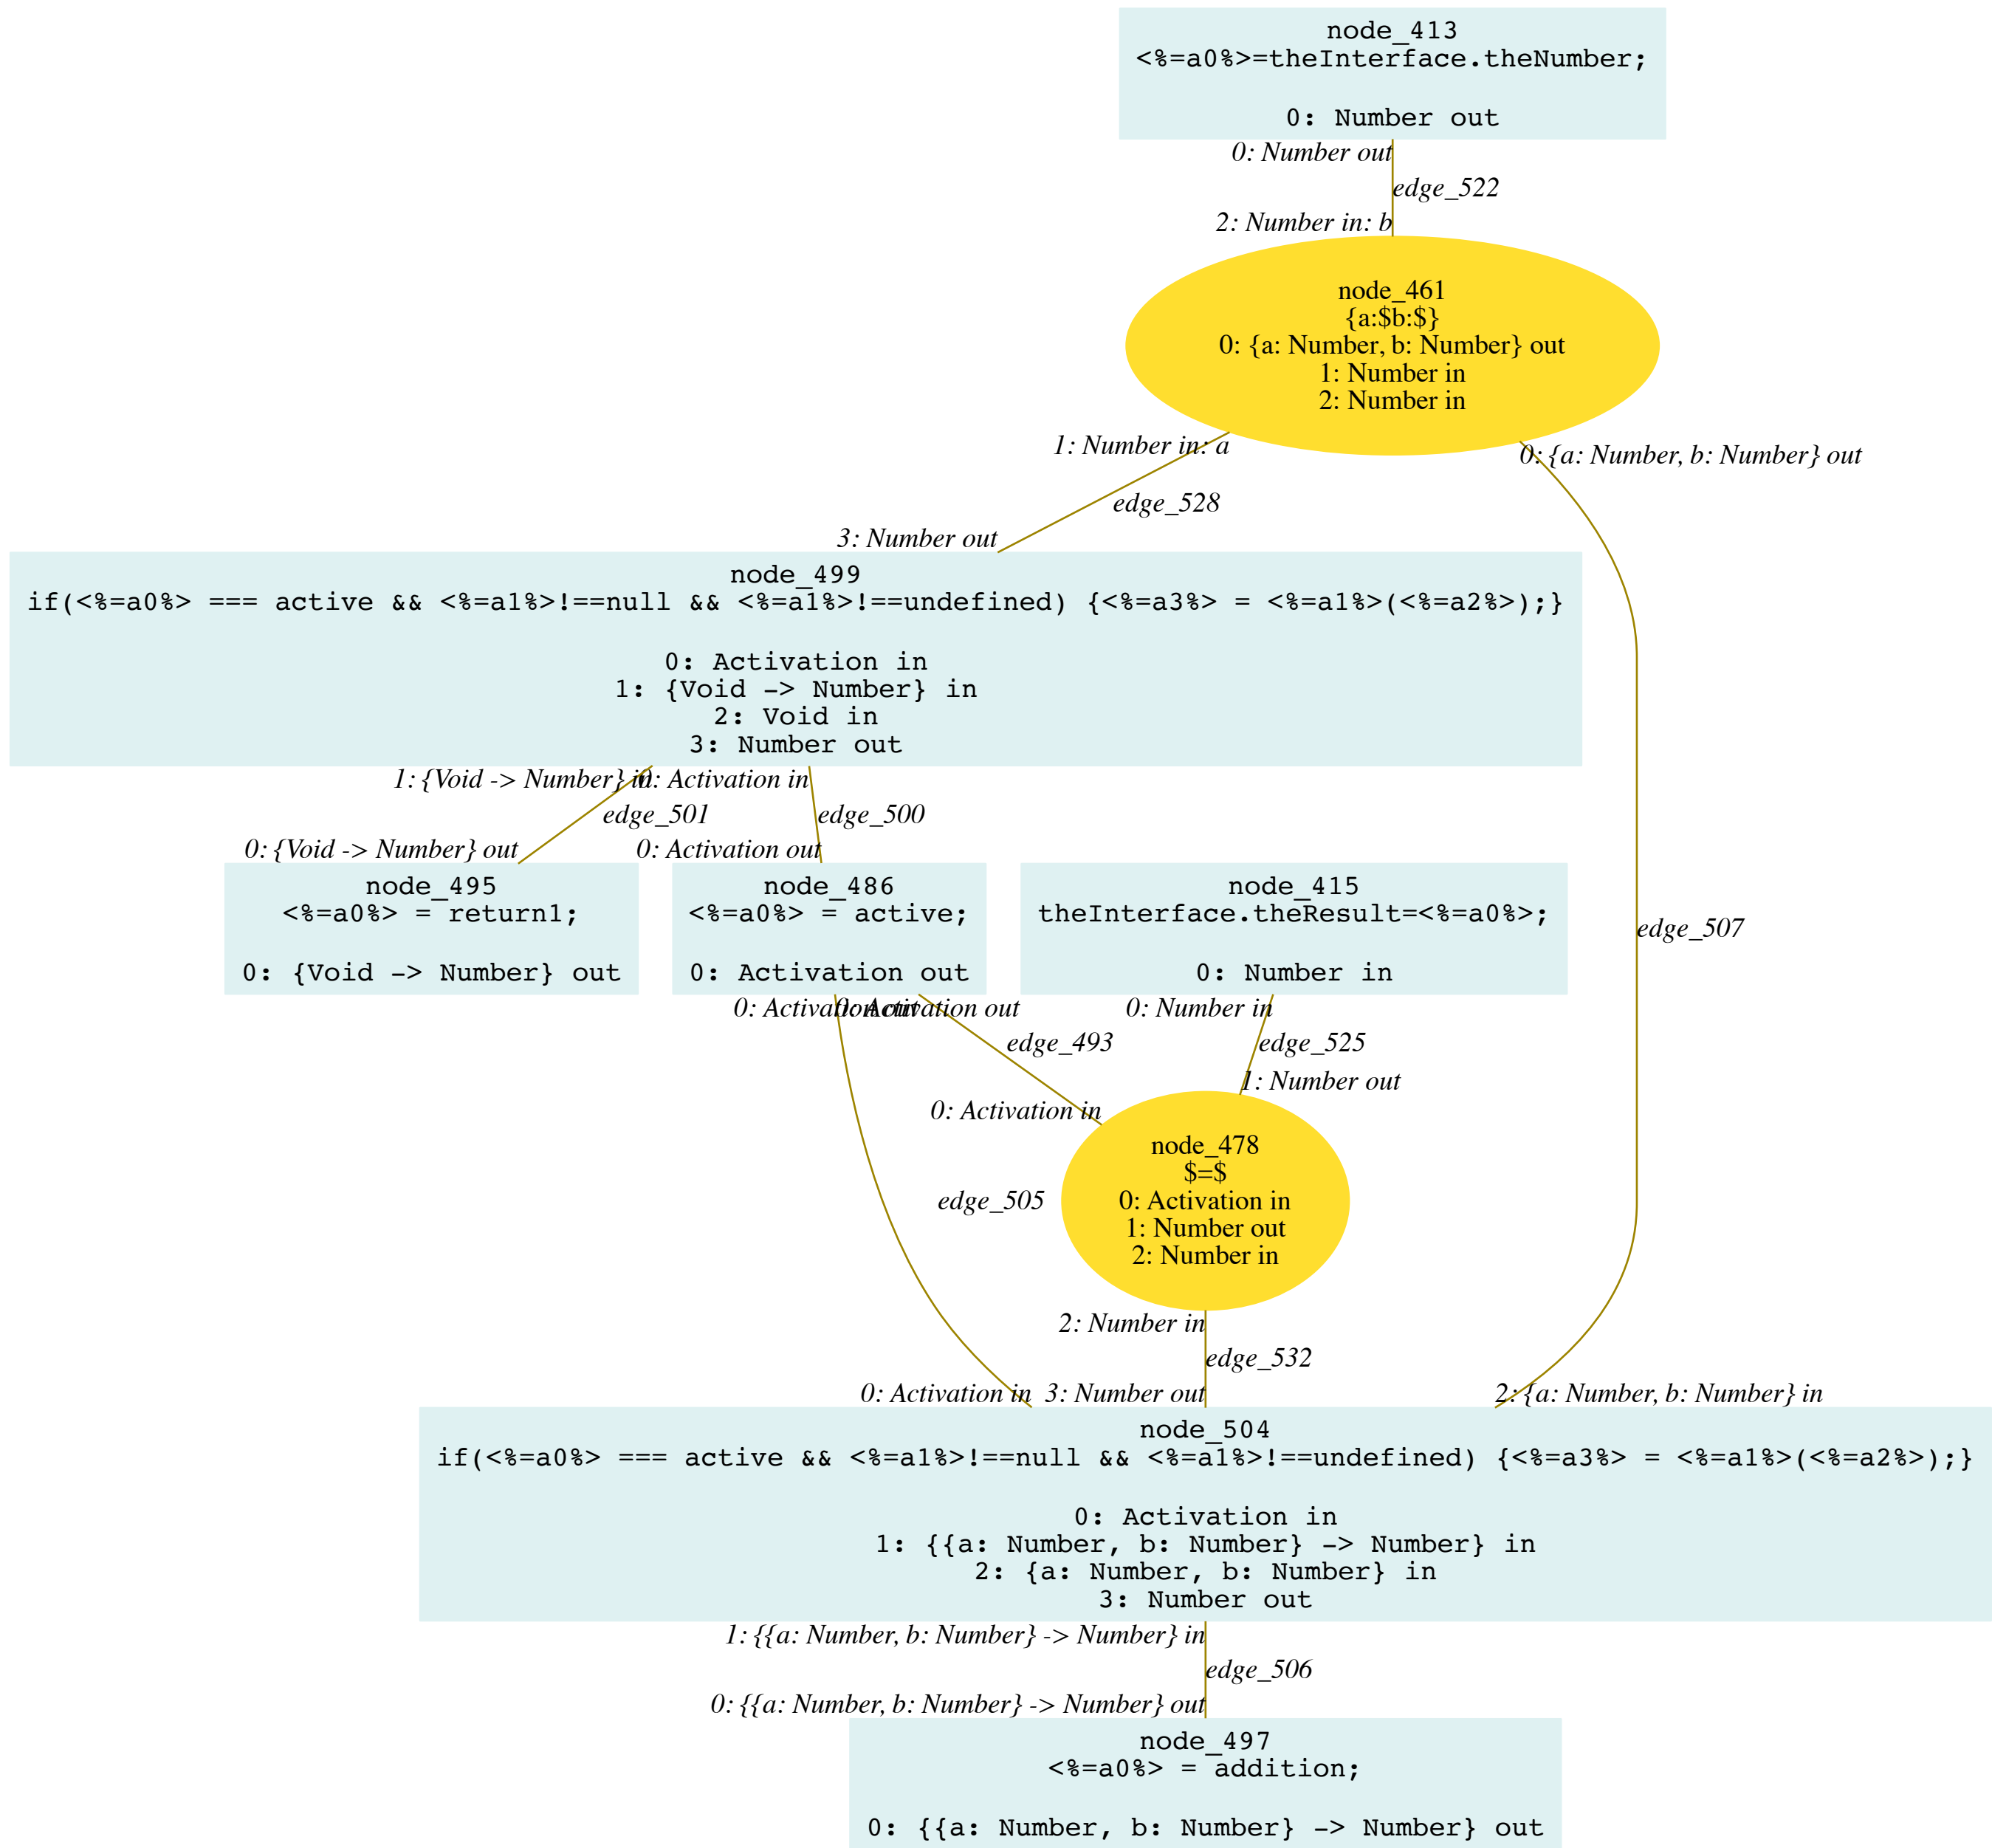 node_413
<%=a0%>=theInterface.theNumber;
0: Number out
0: Number out
edge_522
2: Number in: b
node_461
{a:$b:$}
0: {a: Number, b: Number} out
1: Number in
2: Number in
1: Number in: a
0: {a: Number, b: Number} out
edge_528
3: Number out
node_499
if(<%=a0%> === active && <%=a1%>!==null && <%=a1%>!==undefined) {<%=a3%> = <%=a1%>(<%=a2%>);}
0: Activation in
1: {Void -> Number} in
2: Void in
3: Number out
1: {Void -> Number} in
0: Activation in
edge_501
edge_500
0: {Void -> Number} out
0: Activation out
node_495
<%=a0%> = return1;
0: {Void -> Number} out
node_486
<%=a0%> = active;
0: Activation out
node_415
theInterface.theResult=<%=a0%>;
0: Number in
edge_507
0: Activation out
0: Activation out
0: Number in
edge_493
edge_525
1: Number out
0: Activation in
node_478
$=$
0: Activation in
1: Number out
2: Number in
edge_505
2: Number in
edge_532
0: Activation in
3: Number out
2: {a: Number, b: Number} in
node_504
if(<%=a0%> === active && <%=a1%>!==null && <%=a1%>!==undefined) {<%=a3%> = <%=a1%>(<%=a2%>);}
0: Activation in
1: {{a: Number, b: Number} -> Number} in
2: {a: Number, b: Number} in
3: Number out
1: {{a: Number, b: Number} -> Number} in
edge_506
0: {{a: Number, b: Number} -> Number} out
node_497
<%=a0%> = addition;
0: {{a: Number, b: Number} -> Number} out